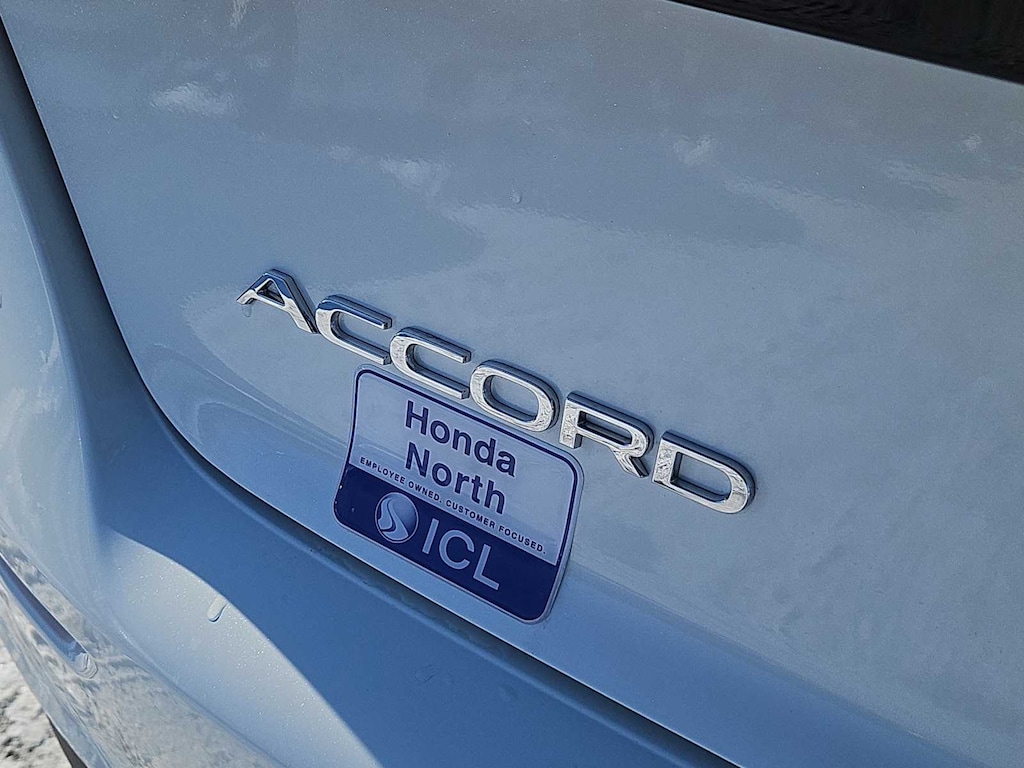 ACCORD
Honda
North
EMPLOYEE OWNED. CUSTOMER FOCUSED.
ICL